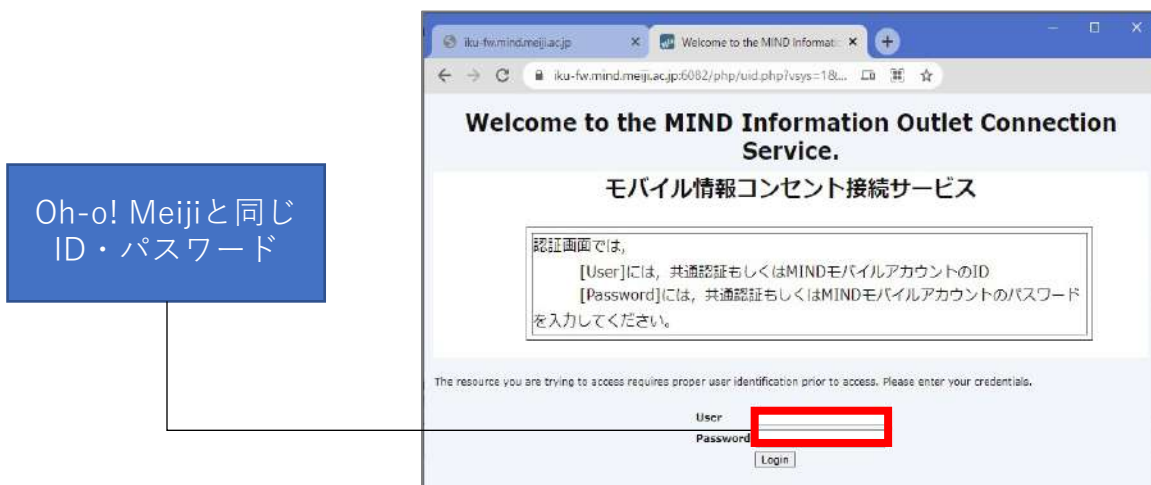 iku-fw.mind.meiji.ac.jp
Welcome to the MIND Informati
iku-fw.mind.meiji.ac.jp:6082/php/uid.php?vsys=1&...
Welcome to the MIND Information Outlet Connection
Service.
モバイル情報コンセント接続サービス
Oh-o! Meijiと同じ
ID・パスワード
認証画面では,
[User]には, 共通認証もしくはMINDモバイルアカウントのID
[Password]には, 共通認証もしくはMINDモバイルアカウントのパスワード
を入力してください。
The resource you are trying to access requires proper user identification prior to access. Please enter your credentials.
User
Password
Login